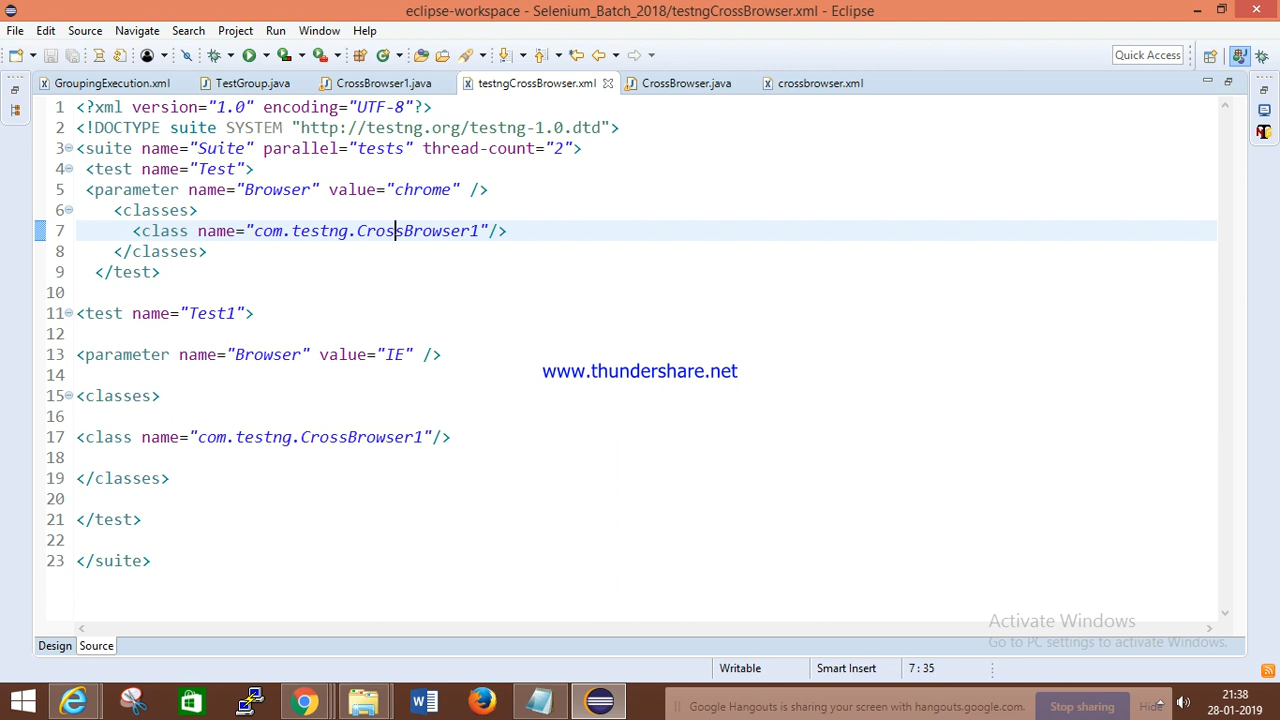 eclipse-workspace - Selenium_Batch_2018/testngCrossBrowser.xml - Eclipse
File Edit Source Navigate Search Project Run Window Help
Quick Access
GroupingExecution.xml TestGroup.java CrossBrowser1.java testngCrossBrowser.xml CrossBrowser.java crossbrowser.xml
1 <?xml version="1.0" encoding="UTF-8"?>
2 <!DOCTYPE suite SYSTEM "http://testng.org/testng-1.0.dtd">
3 <suite name="Suite" parallel="tests" thread-count="2">
4 <test name="Test">
5 <parameter name="Browser" value="chrome" />
6 <classes>
7 <class name="com.testng.CrossBrowser1"/>
8 </classes>
9 </test>
10
11 <test name="Test1">
12
13 <parameter name="Browser" value="IE" />
14
www.thundershare.net
15 <classes>
16
17 <class name="com.testng.CrossBrowser1"/>
18
19 </classes>
20
21 </test>
22
23 </suite>
Activate Windows
Go to PC settings to activate Windows.
Design Source
Writable Smart Insert 7 : 35
Google Hangouts is sharing your screen with hangouts.google.com. Stop sharing Hide
21:38
28-01-2019